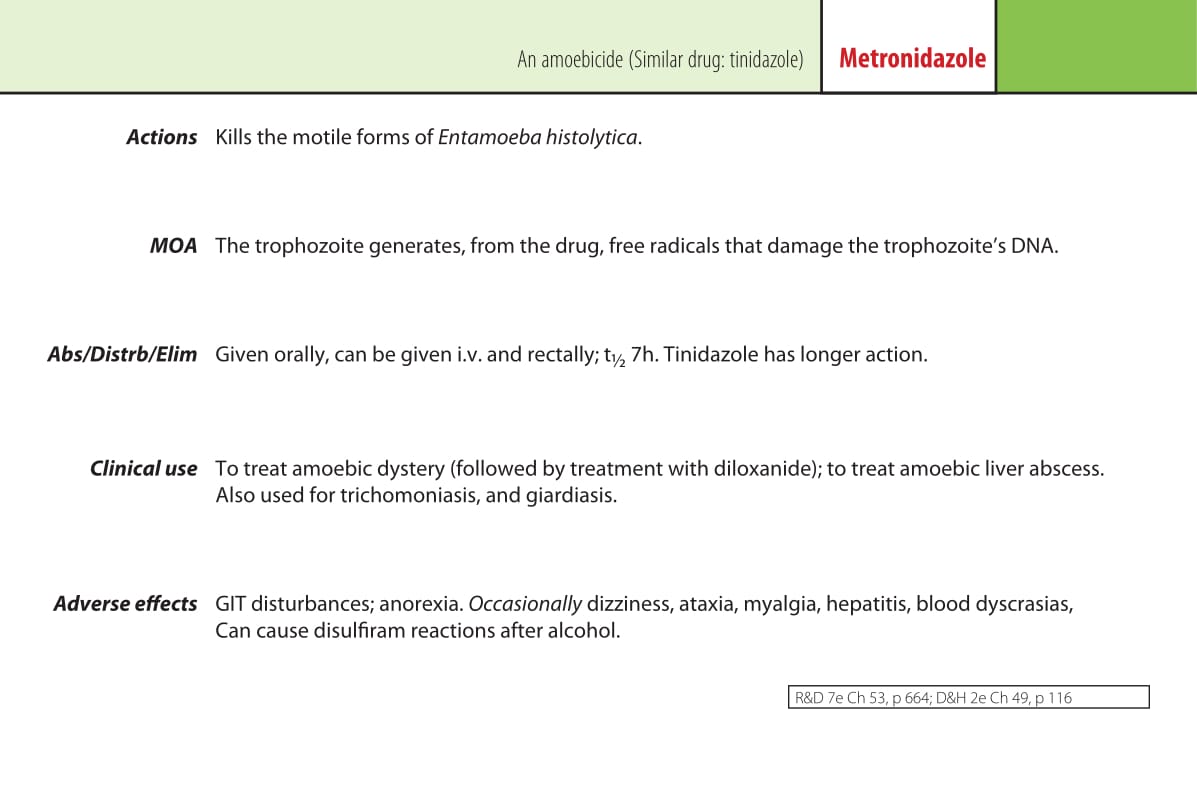 An amoebicide (Similar drug: tinidazole) Metronidazole
Actions Kills the motile forms of Entamoeba histolytica.
MOA The trophozoite generates, from the drug, free radicals that damage the trophozoite’s DNA.
Abs/Distrb/Elim Given orally, can be given i.v. and rectally; t½ 7h. Tinidazole has longer action.
Clinical use To treat amoebic dystery (followed by treatment with diloxanide); to treat amoebic liver abscess.
Also used for trichomoniasis, and giardiasis.
Adverse effects GIT disturbances; anorexia. Occasionally dizziness, ataxia, myalgia, hepatitis, blood dyscrasias,
Can cause disulfiram reactions after alcohol.
R&D 7e Ch 53, p 664; D&H 2e Ch 49, p 116